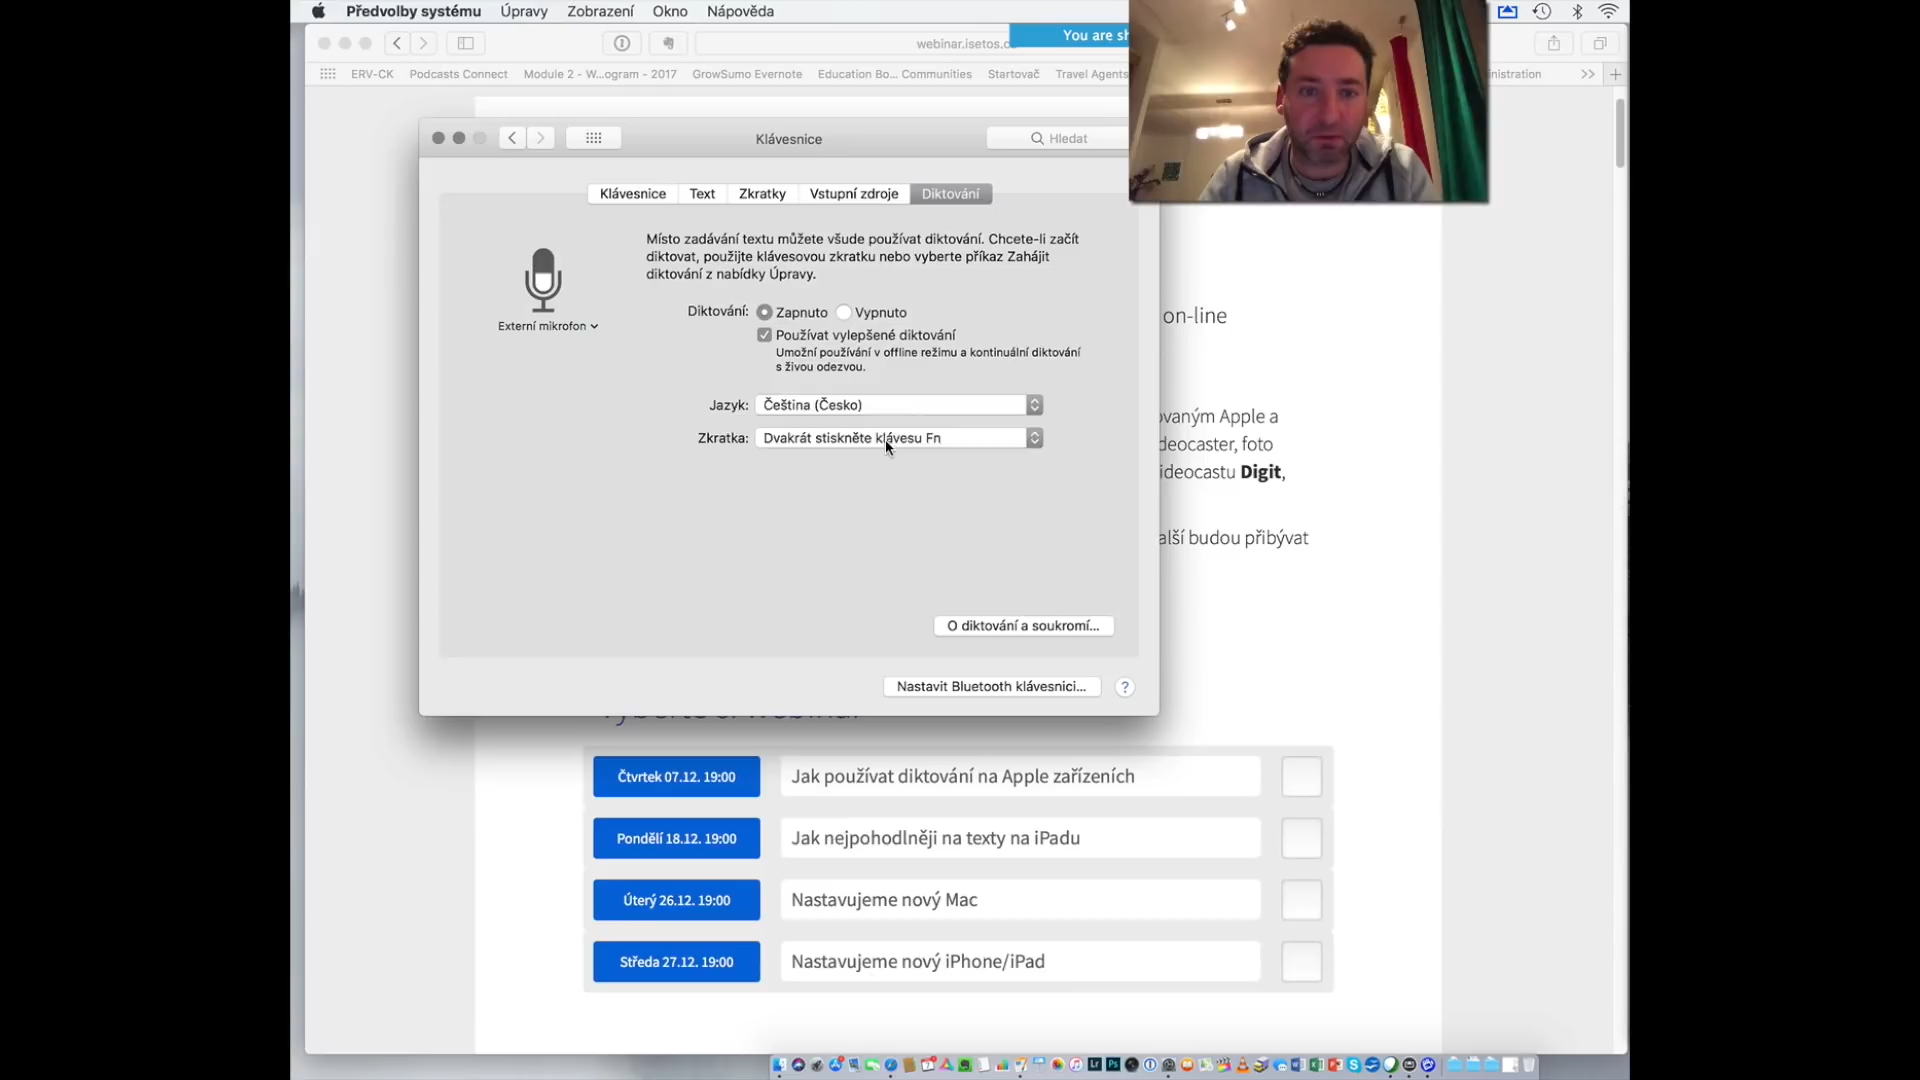 Předvolby systému Úpravy Zobrazení Okno Nápověda
webinar.isetos.c
You are sh
ERV-CK Podcasts Connect Module 2 - W...ogram - 2017 GrowSumo Evernote Education Bo... Communities Startovač Travel Agents inistration >>
Klávesnice
Hledat
Klávesnice Text Zkratky Vstupní zdroje Diktování
Místo zadávání textu můžete všude používat diktování. Chcete-li začít
diktovat, použijte klávesovou zkratku nebo vyberte příkaz Zahájit
diktování z nabídky Úpravy.
Externí mikrofon
Diktování: Zapnuto Vypnuto
Používat vylepšené diktování
Umožní používání v offline režimu a kontinuální diktování
s živou odezvou.
Jazyk: Čeština (Česko)
Zkratka: Dvakrát stiskněte klávesu Fn
O diktování a soukromí...
Nastavit Bluetooth klávesnici... ?
on-line
ovaným Apple a
deocaster, foto
ideocastu Digit,
alší budou přibývat
Čtvrtek 07.12. 19:00 Jak používat diktování na Apple zařízeních
Pondělí 18.12. 19:00 Jak nejpohodlněji na texty na iPadu
Úterý 26.12. 19:00 Nastavujeme nový Mac
Středa 27.12. 19:00 Nastavujeme nový iPhone/iPad